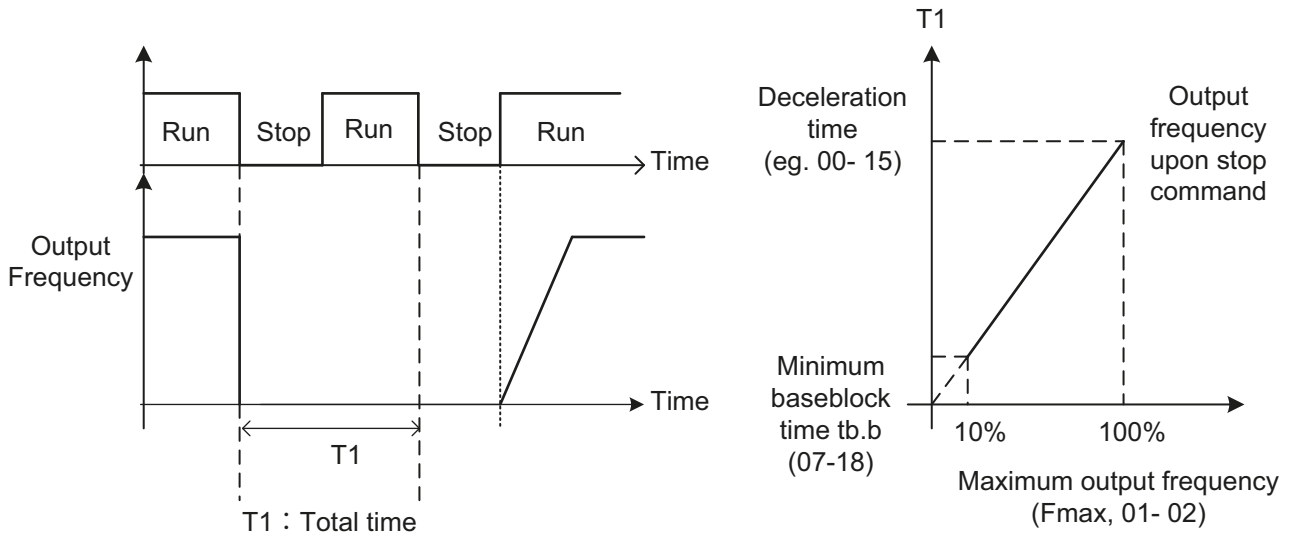 Run
Stop
Run
Stop
Run
Time
Output
Frequency
Time
T1
T1：Total time
T1
Deceleration
time
(eg. 00- 15)
Output
frequency
upon stop
command
Minimum
baseblock
time tb.b
(07-18)
10%
100%
Maximum output frequency
(Fmax, 01- 02)